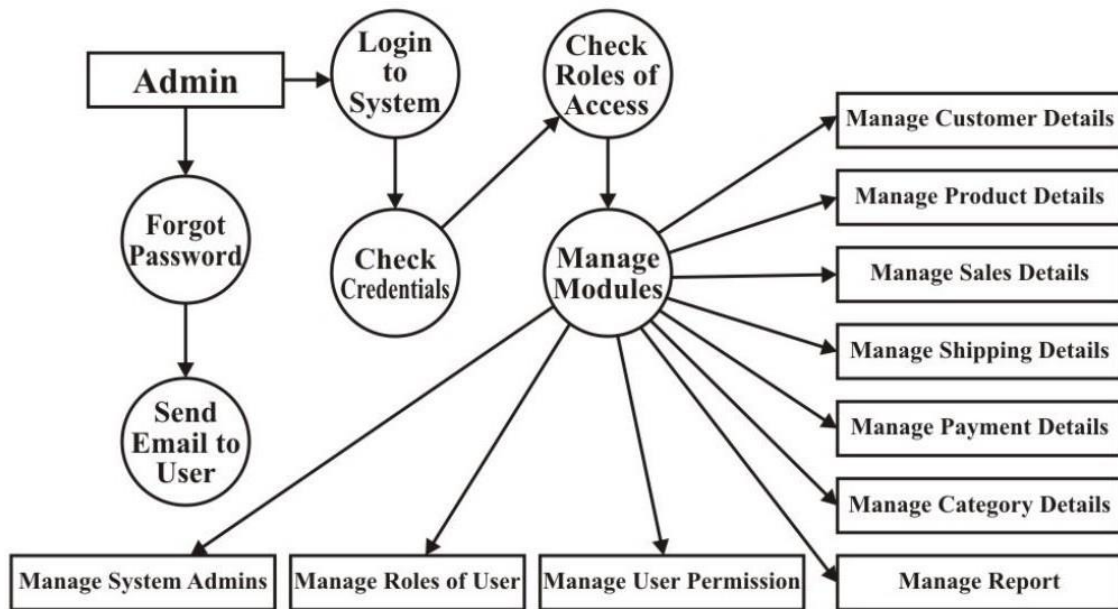 Admin
Login
to
System
Check
Roles of
Access
Forgot
Password
Check
Credentials
Manage
Modules
Send
Email to
User
Manage Customer Details
Manage Product Details
Manage Sales Details
Manage Shipping Details
Manage Payment Details
Manage Category Details
Manage System Admins
Manage Roles of User
Manage User Permission
Manage Report